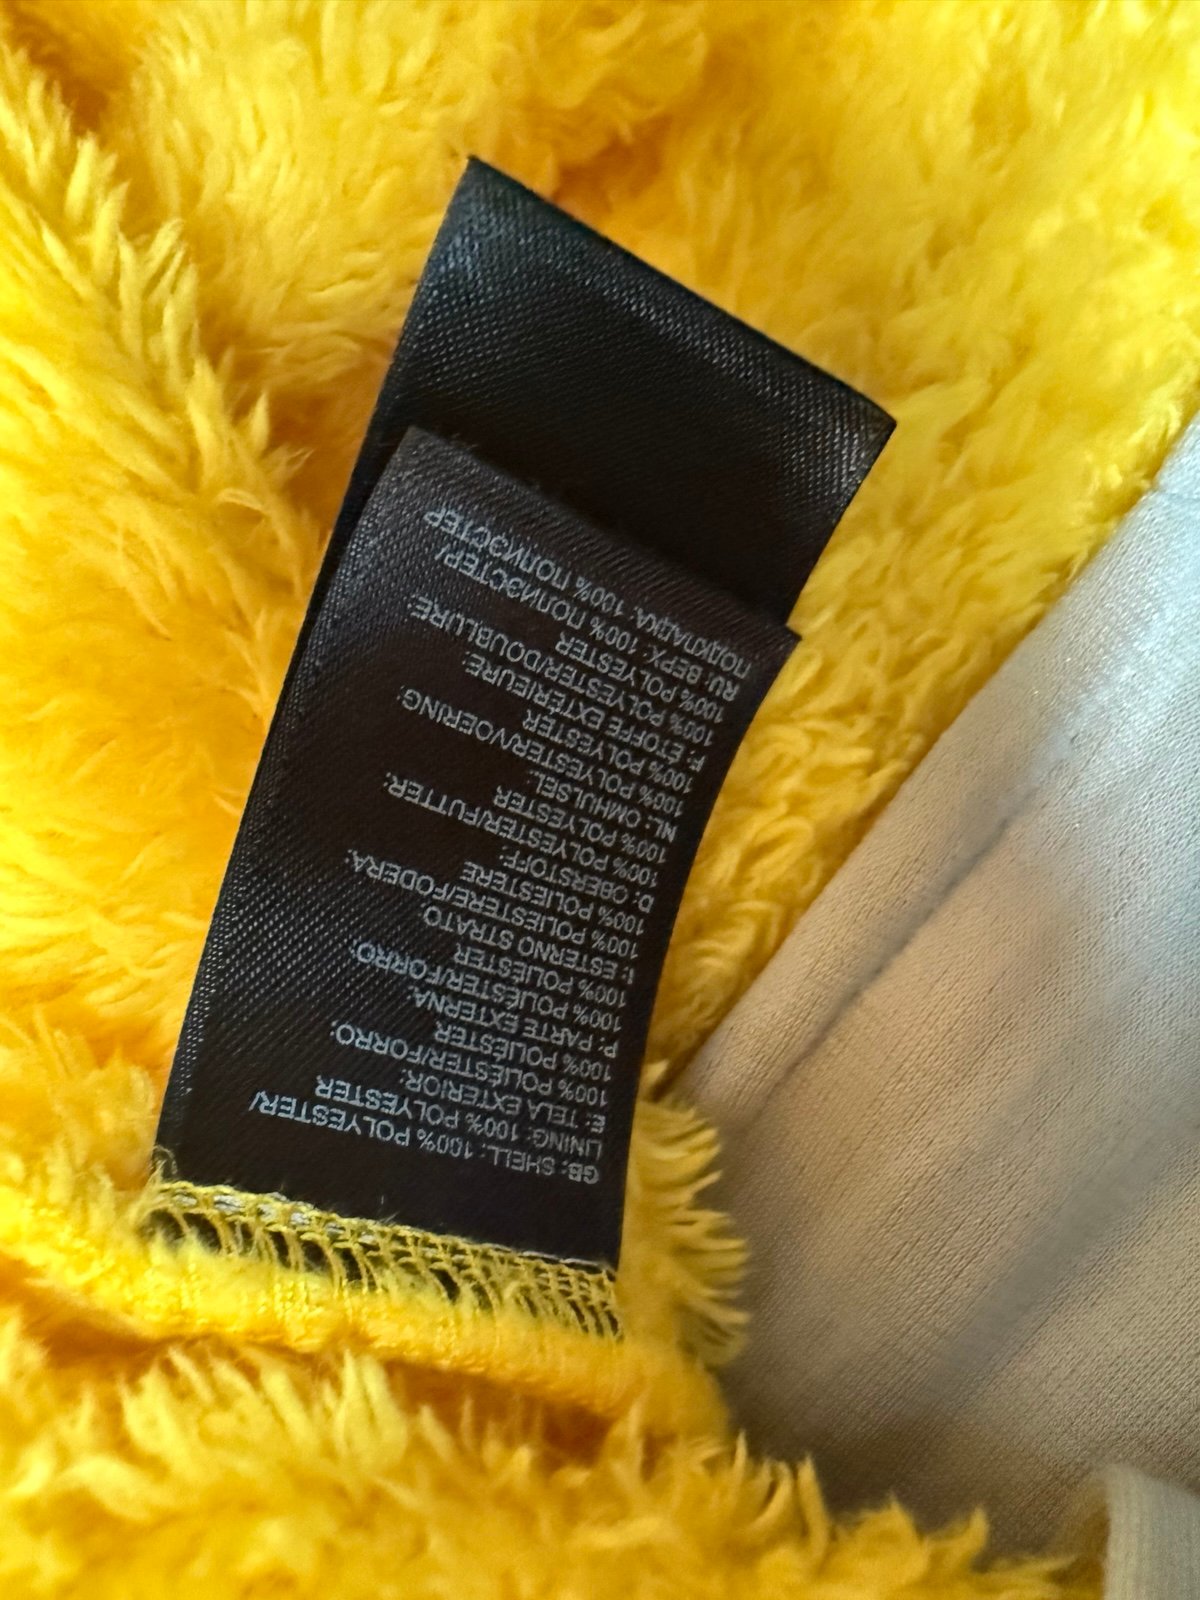 GB: SHELL: 100% POLYESTER/
LINING: 100% POLYESTER
E: TELA EXTERIOR:
100% POLIÉSTER/FORRO:
100% POLIÉSTER
P: PARTE EXTERNA
100% POLIÉSTER/FORRO:
100% POLIÉSTER
I: ESTERNO STRATO
100% POLIESTERE/FODERA:
100% POLIESTERE
D: OBERSTOFF:
100% POLYESTER/FUTTER:
100% POLYESTER
NL: OMHULSEL:
100% POLYESTER/VOERING:
100% POLYESTER
F: ÉTOFFE EXTÉRIEURE:
100% POLYESTER/DOUBLURE:
100% POLYESTER
RU: ВЕРХ: 100% ПОЛИЭСТЕР/
ПОДКЛАДКА: 100% ПОЛИЭСТЕР